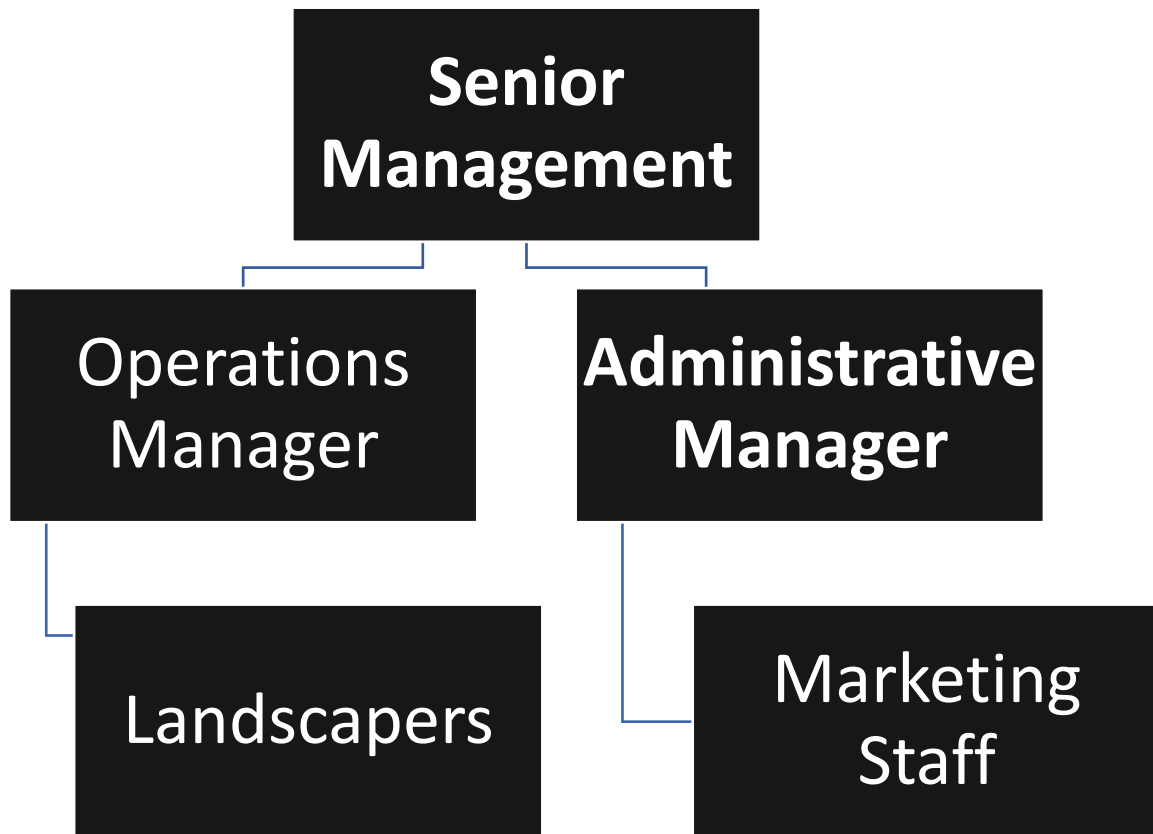 Senior
Management
Operations
Manager
Administrative
Manager
Landscapers
Marketing
Staff